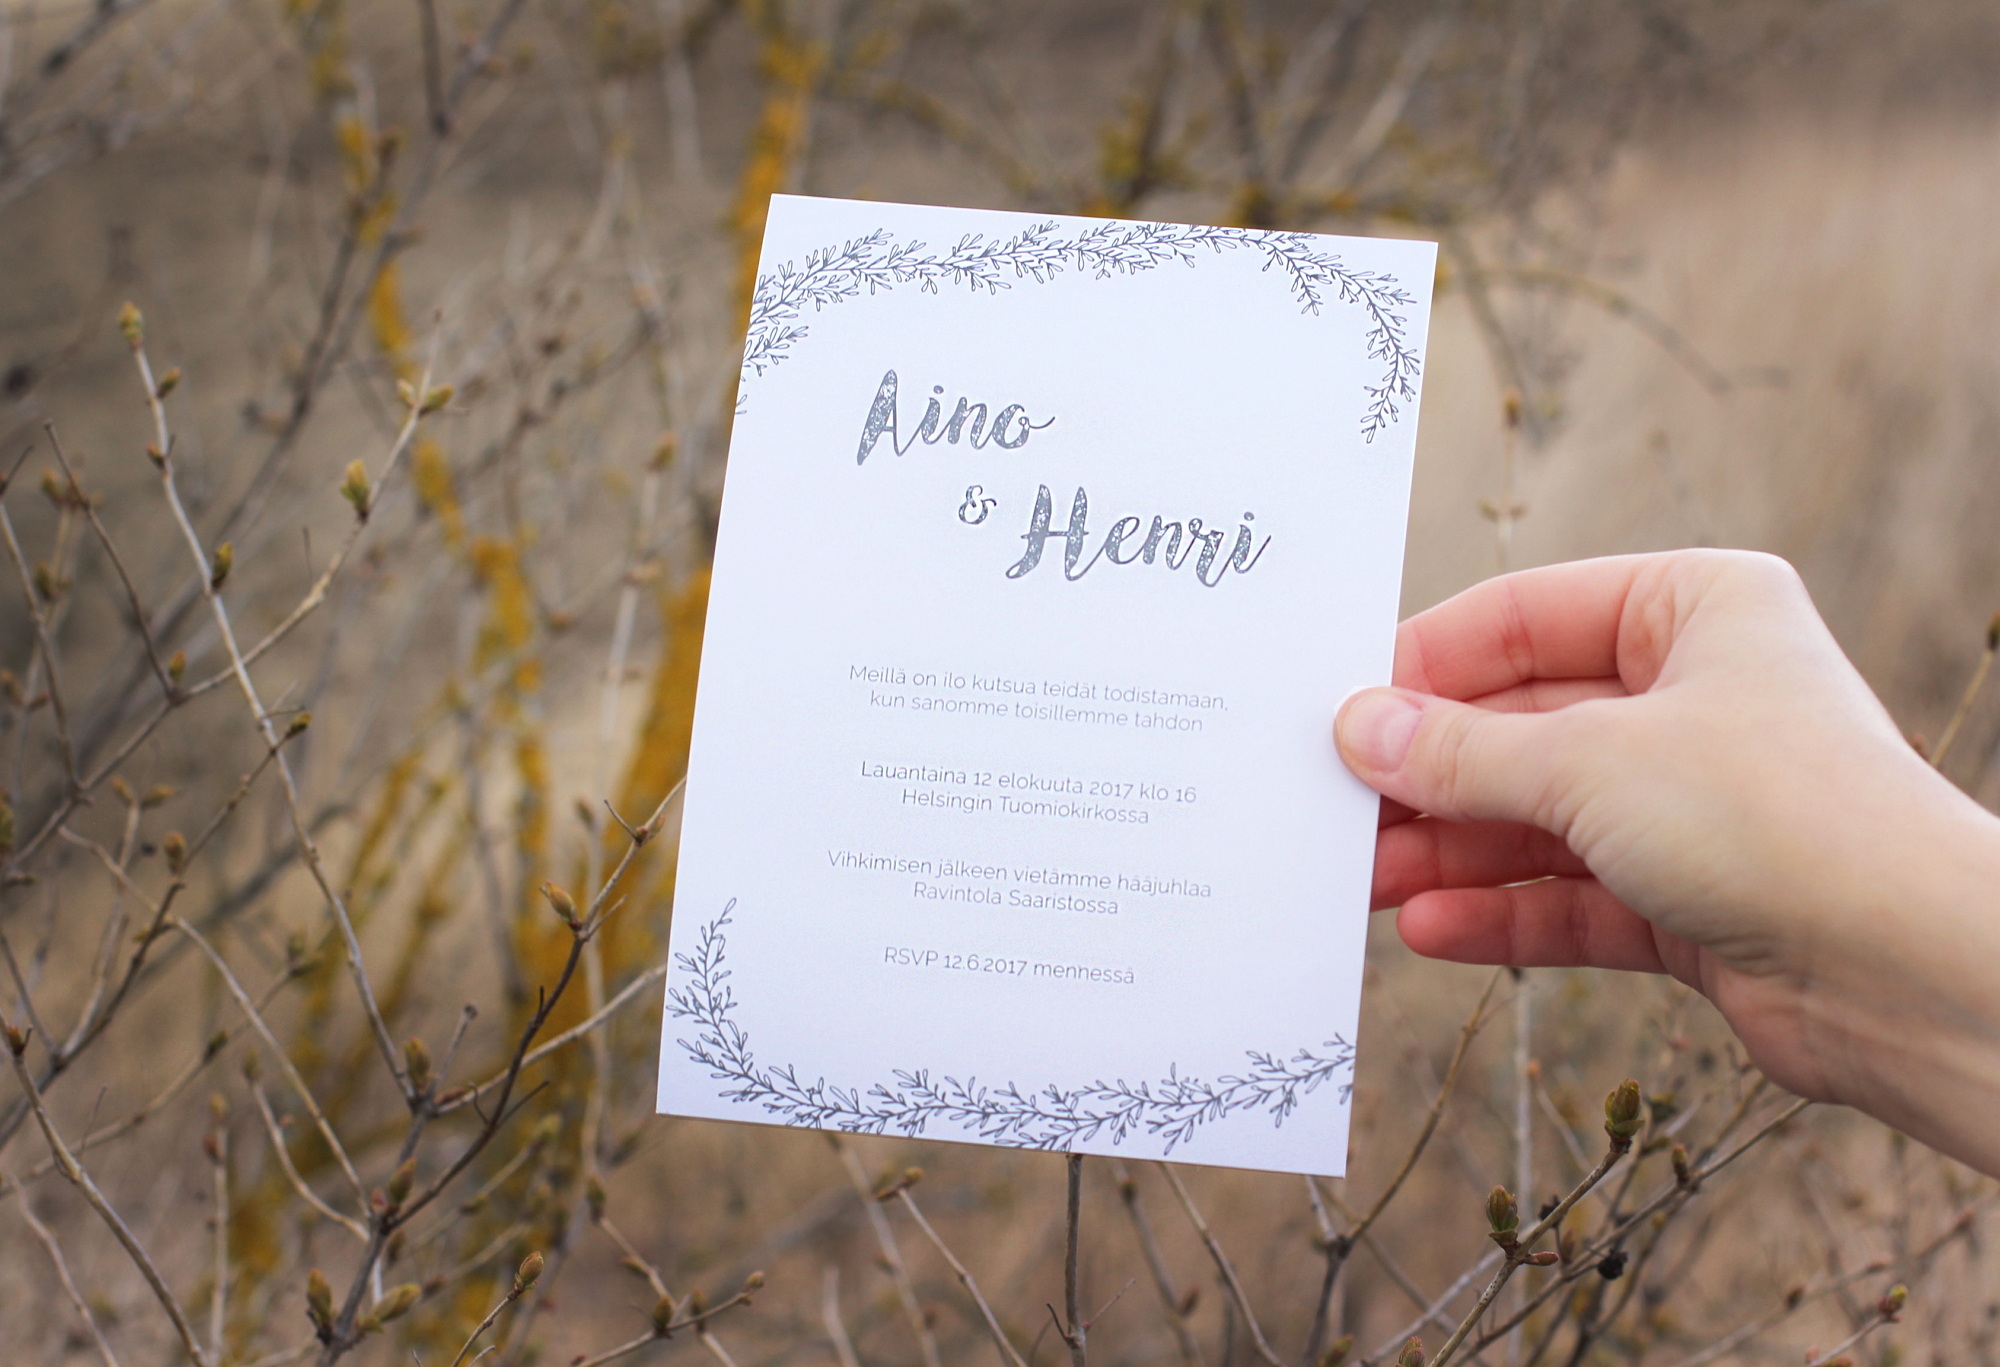 Aino
& Henri
Meillä on ilo kutsua teidät todistamaan,
kun sanomme toisillemme tahdon
Lauantaina 12 elokuuta 2017 klo 16
Helsingin Tuomiokirkossa
Vihkimisen jälkeen vietämme hääjuhlaa
Ravintola Saaristossa
RSVP 12.6.2017 mennessä